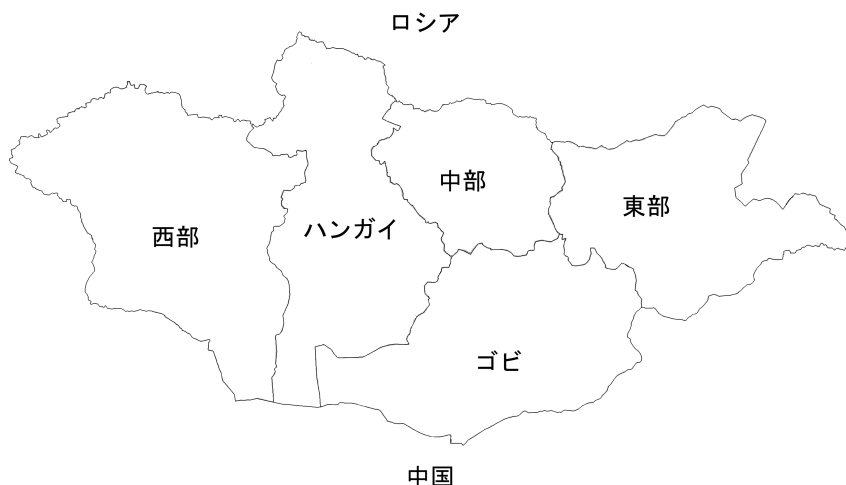 ロシア
中部
東部
ハンガイ
西部
ゴビ
中国